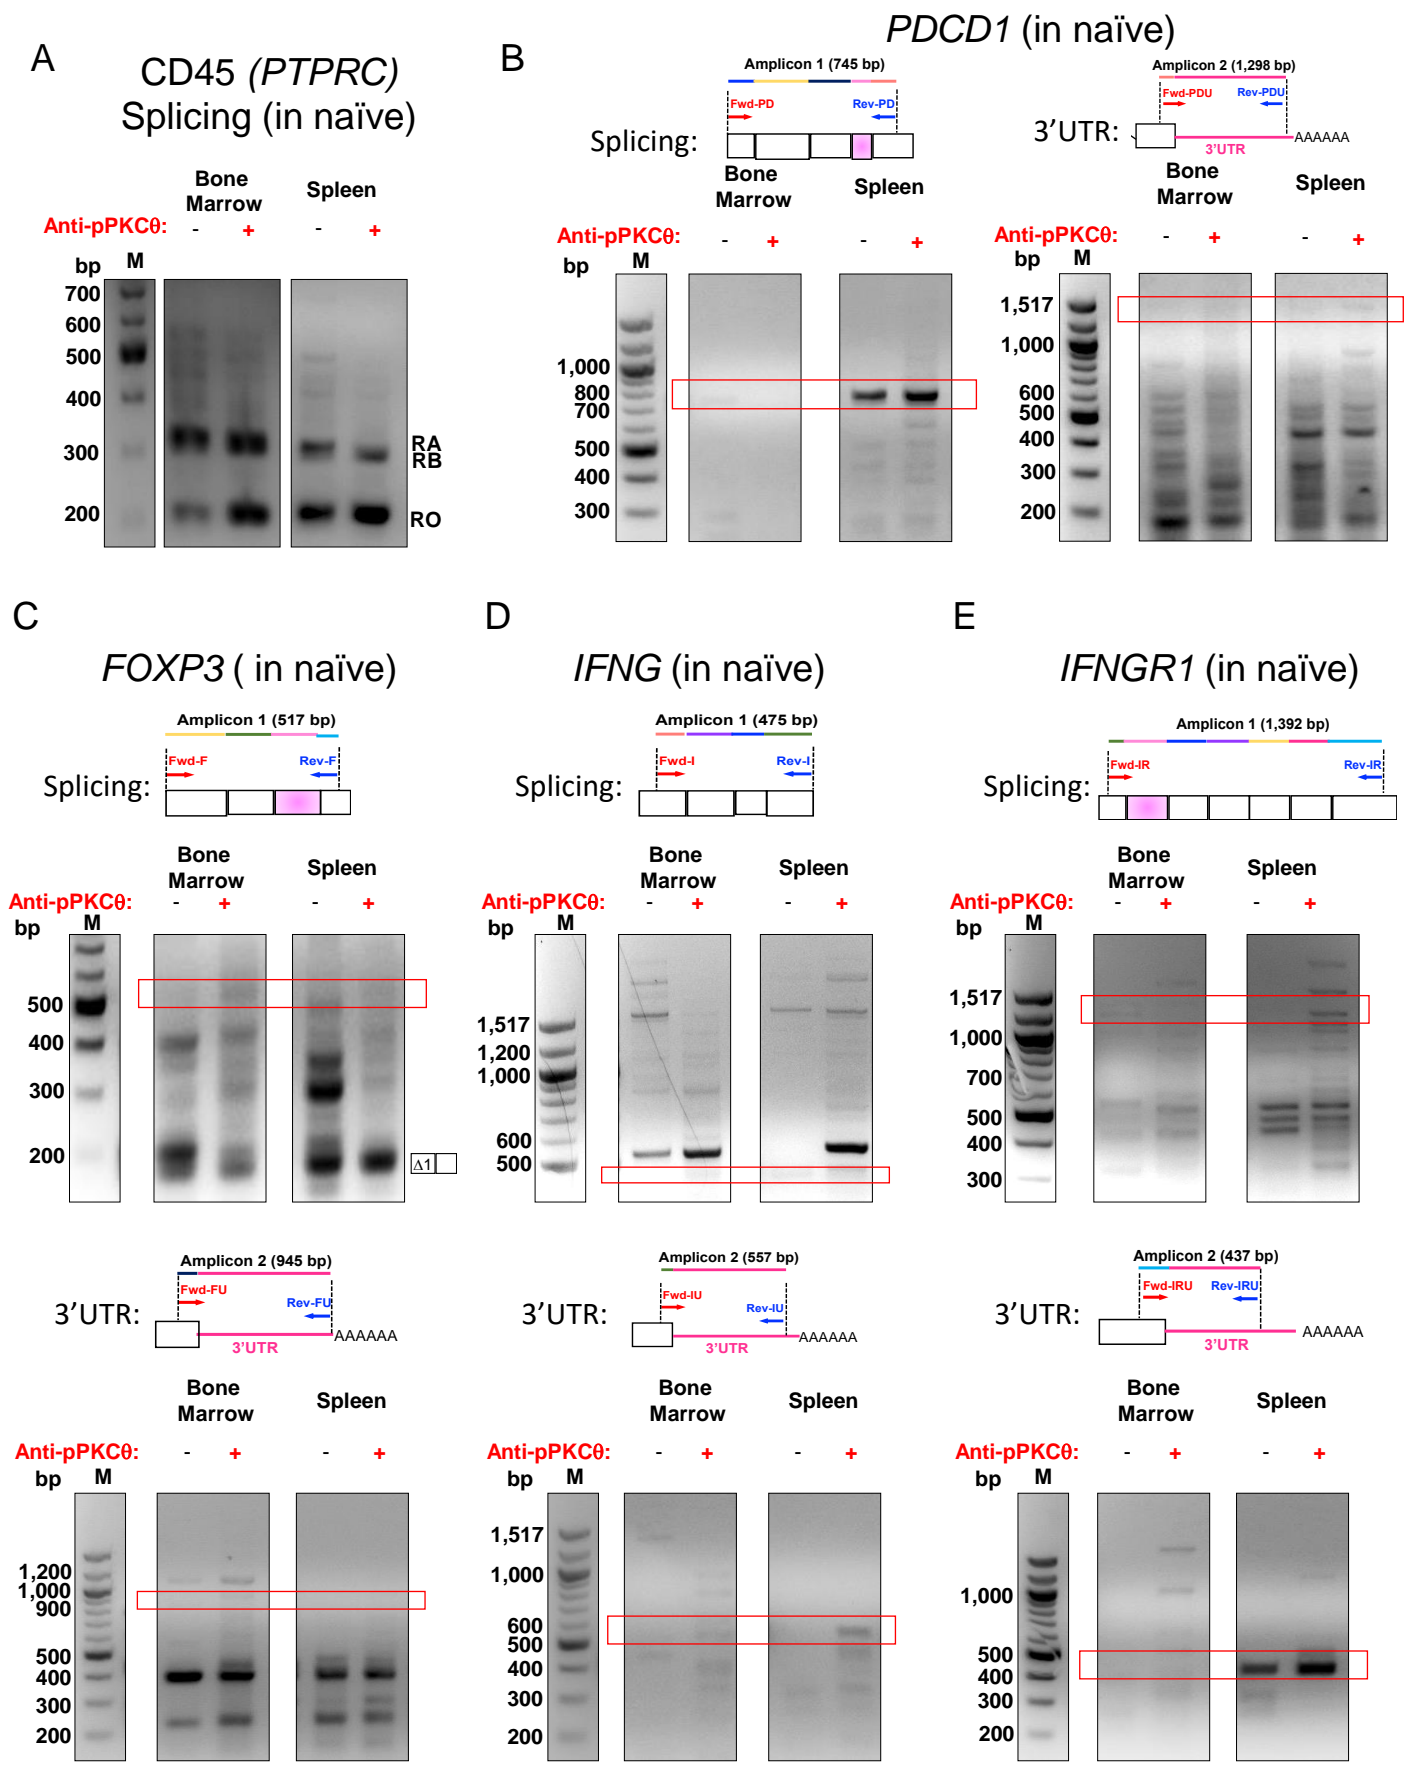 A
CD45 (PTPRC)
Splicing (in naïve)
Bone
Marrow
Spleen
Anti-pPKCθ:
-
+
-
+
bp
M
700
600
500
400
300
200
RA
RB
RO
B
PDCD1 (in naïve)
Amplicon 1 (745 bp)
Fwd-PD
Rev-PD
Splicing:
Bone
Marrow
Spleen
Anti-pPKCθ:
-
+
-
+
bp
M
1,000
800
700
500
400
300
Amplicon 2 (1,298 bp)
Fwd-PDU
Rev-PDU
3'UTR:
AAAAAA
3'UTR
Bone
Marrow
Spleen
Anti-pPKCθ:
-
+
-
+
bp
M
1,517
1,000
600
500
400
300
200
C
FOXP3 ( in naïve)
Amplicon 1 (517 bp)
Fwd-F
Rev-F
Splicing:
Bone
Marrow
Spleen
Anti-pPKCθ:
-
+
-
+
bp
M
500
400
300
200
Δ1
Amplicon 2 (945 bp)
Fwd-FU
Rev-FU
3'UTR:
AAAAAA
3'UTR
Bone
Marrow
Spleen
Anti-pPKCθ:
-
+
-
+
bp
M
1,200
1,000
900
500
400
300
200
D
IFNG (in naïve)
Amplicon 1 (475 bp)
Fwd-I
Rev-I
Splicing:
Bone
Marrow
Spleen
Anti-pPKCθ:
-
+
-
+
bp
M
1,517
1,200
1,000
600
500
Amplicon 2 (557 bp)
Fwd-IU
Rev-IU
3'UTR:
AAAAAA
3'UTR
Bone
Marrow
Spleen
Anti-pPKCθ:
-
+
-
+
bp
M
1,517
1,000
600
500
400
300
200
E
IFNGR1 (in naïve)
Amplicon 1 (1,392 bp)
Fwd-IR
Rev-IR
Splicing:
Bone
Marrow
Spleen
Anti-pPKCθ:
-
+
-
+
bp
M
1,517
1,000
700
500
400
300
Amplicon 2 (437 bp)
Fwd-IRU
Rev-IRU
3'UTR:
AAAAAA
3'UTR
Bone
Marrow
Spleen
Anti-pPKCθ:
-
+
-
+
bp
M
1,000
500
400
300
200